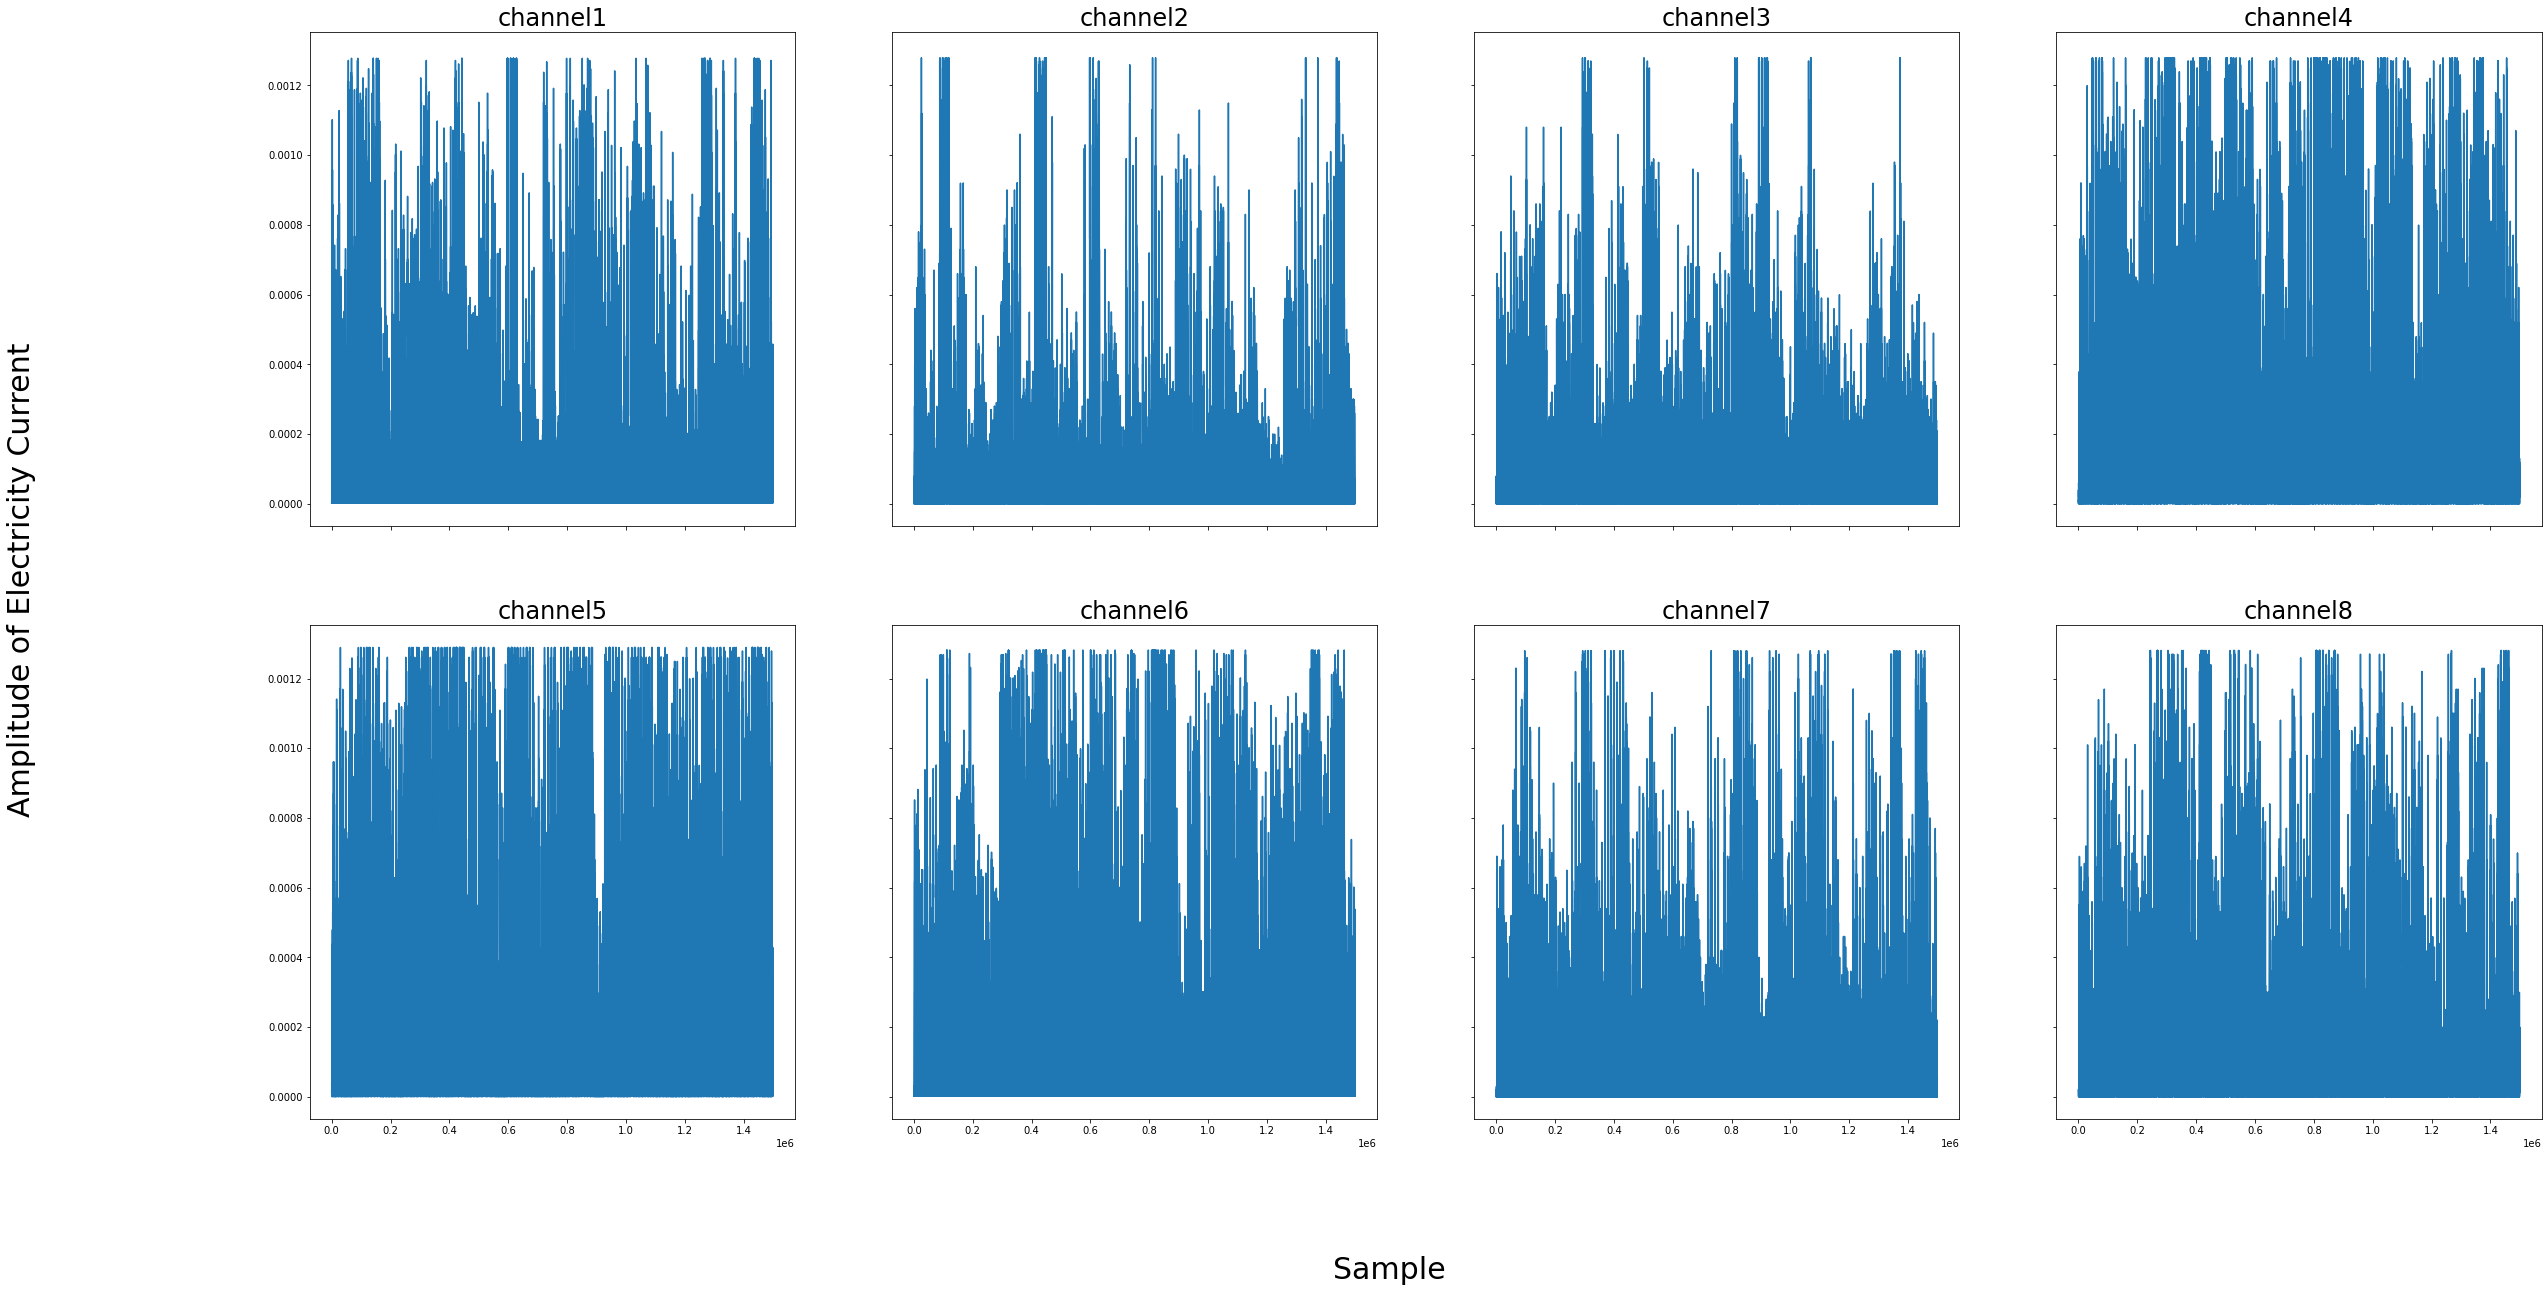 channel1 channel2 channel3 channel4
0.0012
0.0010
0.0008
0.0006
0.0004
0.0002
0.0000
Amplitude of Electricity Current
channel5 channel6 channel7 channel8
0.0012
0.0010
0.0008
0.0006
0.0004
0.0002
0.0000
0.0 0.2 0.4 0.6 0.8 1.0 1.2 1.4 0.0 0.2 0.4 0.6 0.8 1.0 1.2 1.4 0.0 0.2 0.4 0.6 0.8 1.0 1.2 1.4 0.0 0.2 0.4 0.6 0.8 1.0 1.2 1.4
1e6 1e6 1e6 1e6
Sample